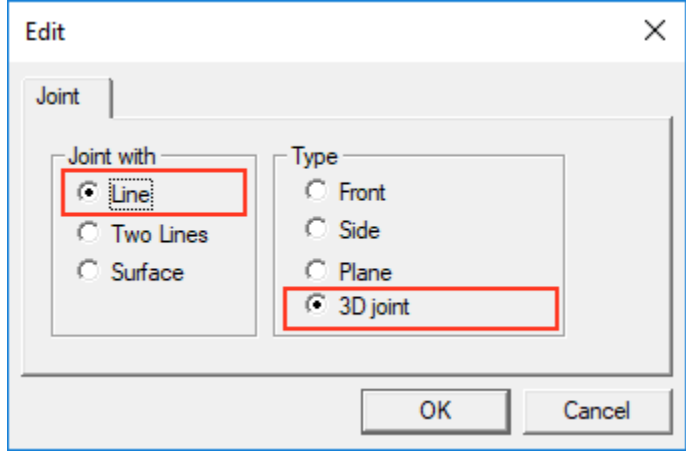 Edit
Joint
Joint with
Line
Two Lines
Surface
Type
Front
Side
Plane
3D joint
OK
Cancel